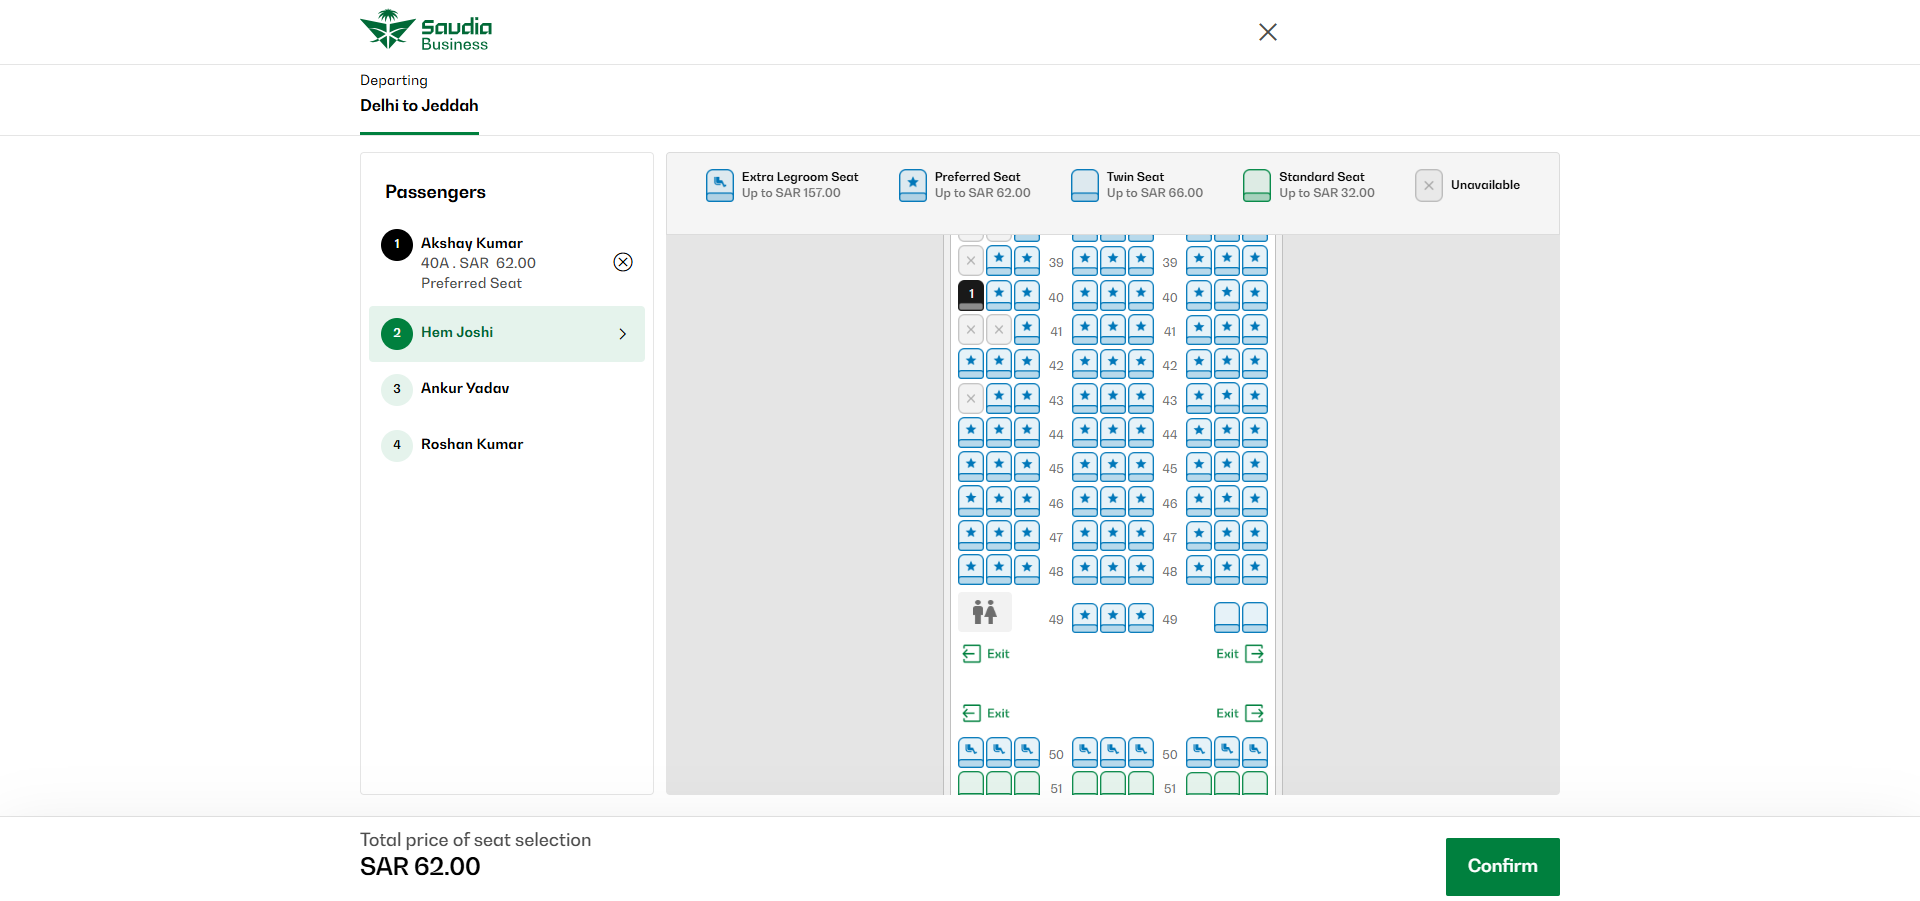 Saudia
Business
Departing
Delhi to Jeddah
Passengers
1 Akshay Kumar
40A . SAR 62.00
Preferred Seat
2 Hem Joshi
3 Ankur Yadav
4 Roshan Kumar
Extra Legroom Seat
Up to SAR 157.00
Preferred Seat
Up to SAR 62.00
Twin Seat
Up to SAR 66.00
Standard Seat
Up to SAR 32.00
Unavailable
39 39
1 40 40
41 41
42 42
43 43
44 44
45 45
46 46
47 47
48 48
49 49
Exit Exit
Exit Exit
50 50
51 51
Total price of seat selection
SAR 62.00
Confirm